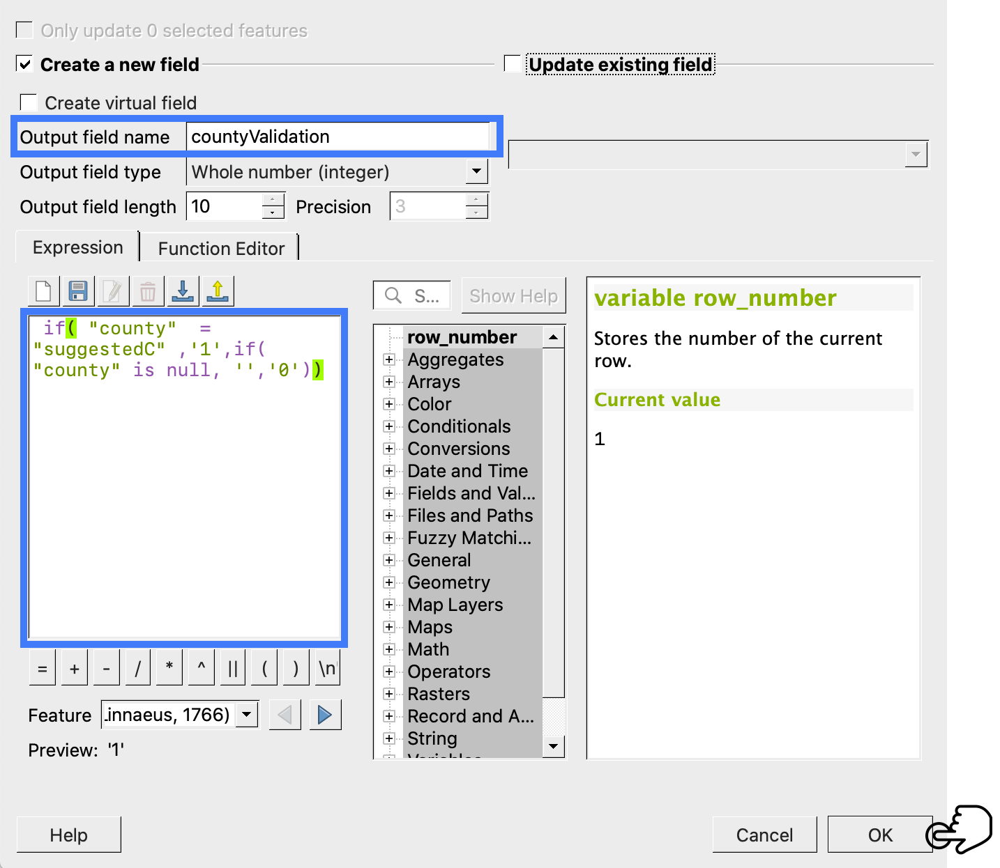 Only update 0 selected features
Create a new field
Update existing field
Create virtual field
Output field name
countyValidation
Output field type
Whole number (integer)
Output field length
10
Precision
3
Expression
Function Editor
S...
Show Help
if( "county"  =
"suggestedC" ,'1',if(
"county" is null, '','0'))
row_number
Aggregates
Arrays
Color
Conditionals
Conversions
Date and Time
Fields and Val...
Files and Paths
Fuzzy Matchi...
General
Geometry
Map Layers
Maps
Math
Operators
Rasters
Record and A...
String
Variables
variable row_number
Stores the number of the current
row.
Current value
1
= + - / * ^ || ( ) \n'
Feature
.innaeus, 1766)
Preview: '1'
Help
Cancel
OK